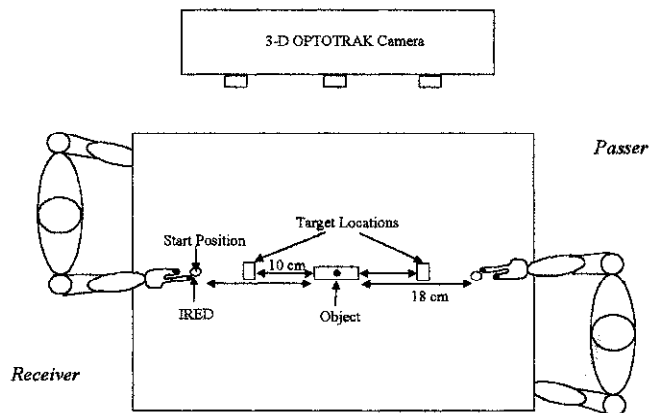 3-D OPTOTRAK Camera
Passer
Target Locations
Start Position
10 cm
18 cm
IRED
Object
Receiver